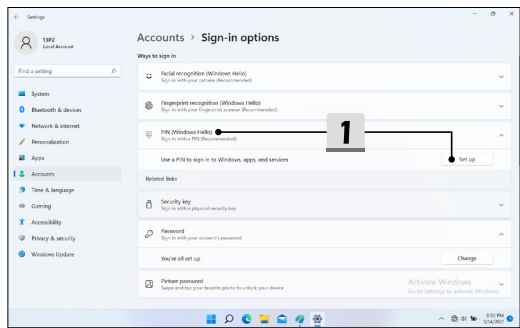 Settings
13P2
Local Account
Find a setting
System
Bluetooth & devices
Network & internet
Personalization
Apps
Accounts
Time & language
Gaming
Accessibility
Privacy & security
Windows Update
Accounts > Sign-in options
Ways to sign in
Facial recognition (Windows Hello)
Sign in with your camera (Recommended)
Fingerprint recognition (Windows Hello)
Sign in with your fingerprint scanner (Recommended)
PIN (Windows Hello)
Sign in with a PIN (Recommended)
1
Use a PIN to sign in to Windows, apps, and services
Set up
Related links
Security key
Sign in with a physical security key
Password
Sign in with your account's password
You're all set up
Change
Picture password
Swipe and tap your favorite photo to unlock your device
Activate Windows
Go to Settings to activate Windows.
8:55 PM